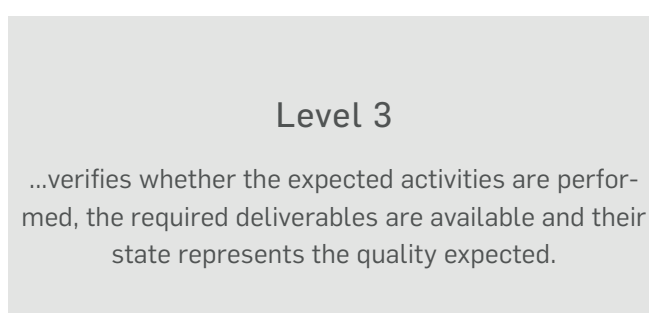 Level 3
...verifies whether the expected activities are perfor-
med, the required deliverables are available and their
state represents the quality expected.